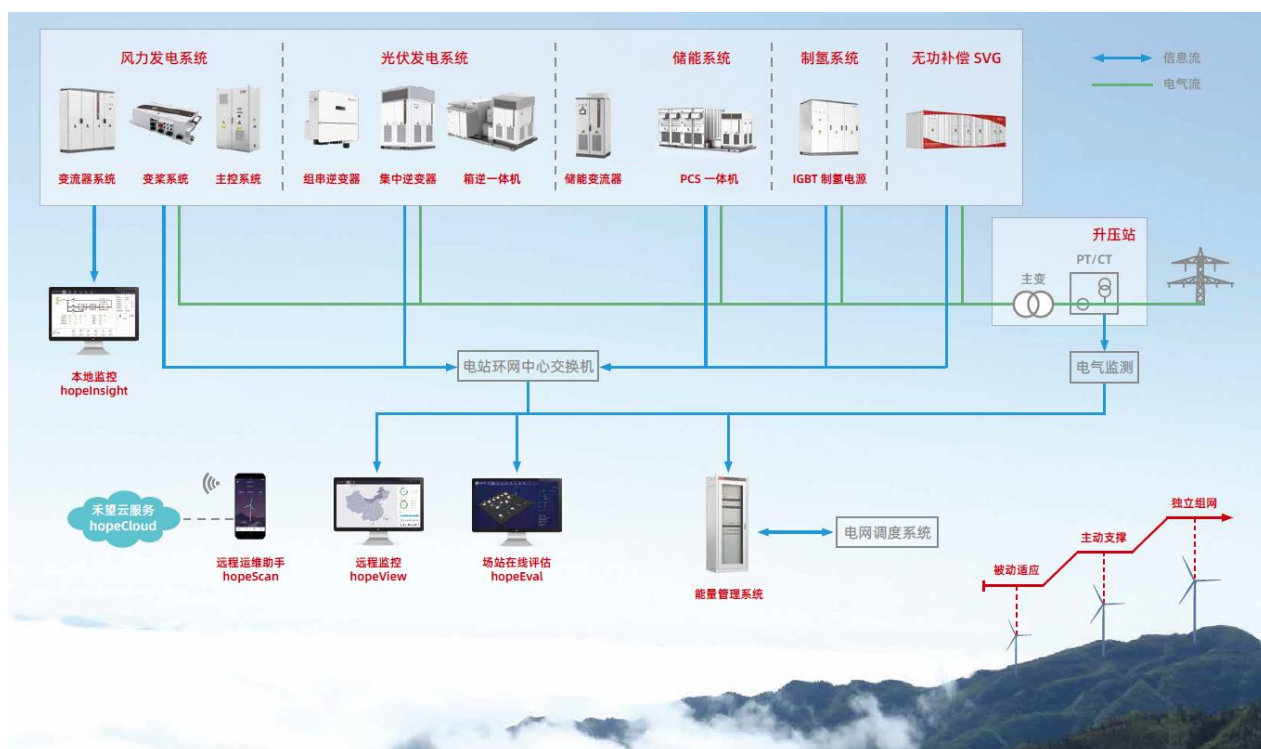 风力发电系统
光伏发电系统
储能系统
制氢系统
无功补偿 SVG
信息流
电气流
变流器系统
变桨系统
主控系统
组串逆变器
集中逆变器
箱逆一体机
储能变流器
PCS 一体机
IGBT 制氢电源
升压站
主变
PT/CT
本地监控
hopeInsight
电站环网中心交换机
电气监测
禾望云服务
hopeCloud
远程运维助手
hopeScan
远程监控
hopeView
场站在线评估
hopeEval
能量管理系统
电网调度系统
被动适应
主动支撑
独立组网